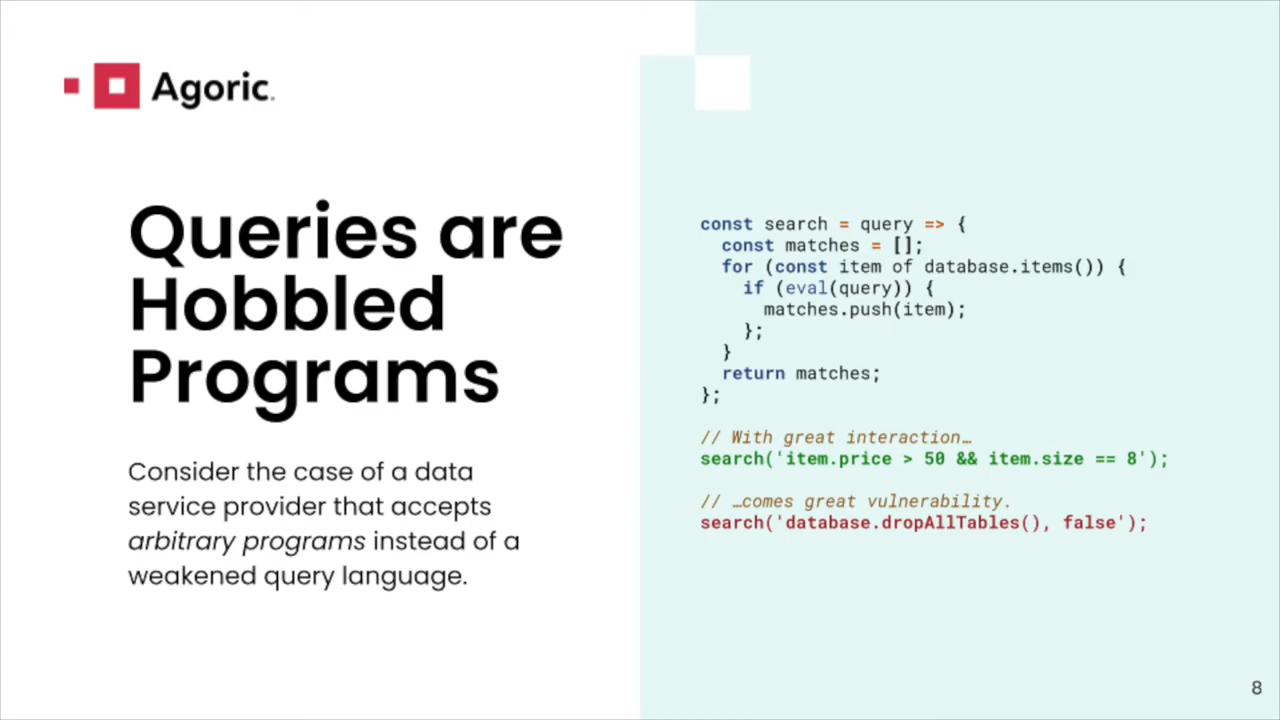 Agoric.
Queries are
Hobbled
Programs
Consider the case of a data
service provider that accepts
arbitrary programs instead of a
weakened query language.
const search = query => {
  const matches = [];
  for (const item of database.items()) {
    if (eval(query)) {
      matches.push(item);
    };
  }
  return matches;
};
// With great interaction…
search('item.price > 50 && item.size == 8');
// …comes great vulnerability.
search('database.dropAllTables(), false');
8